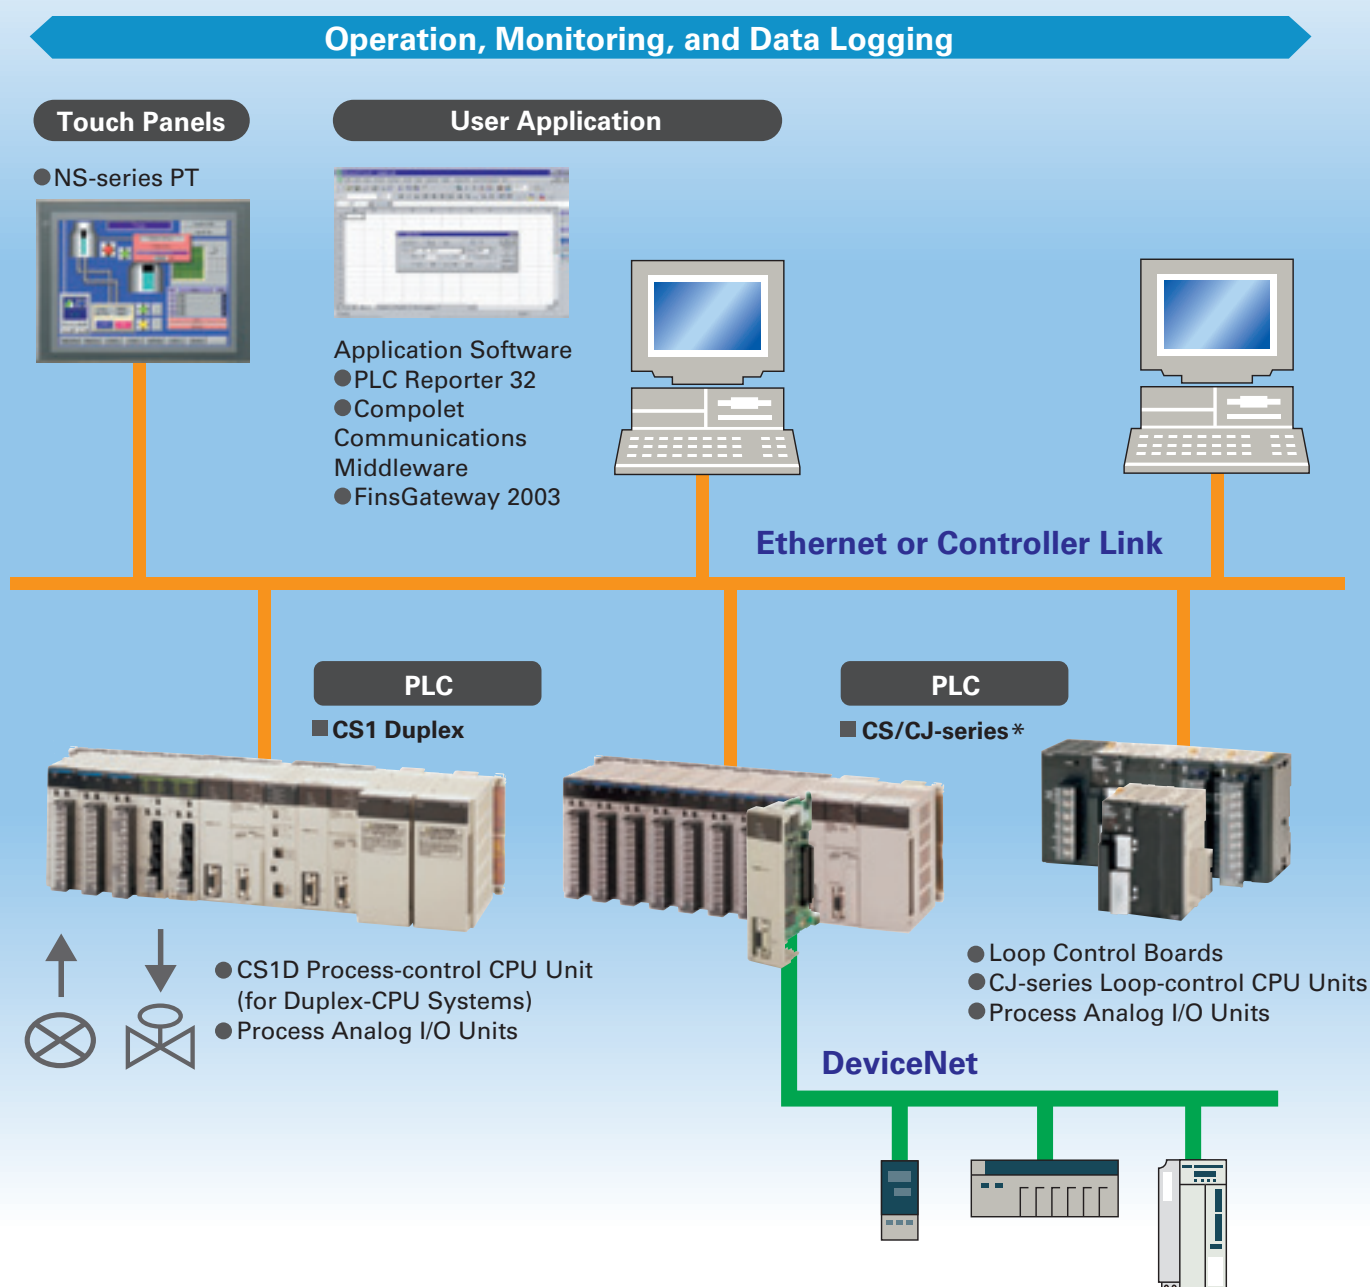 Operation, Monitoring, and Data Logging
Touch Panels
User Application
●NS-series PT
Application Software
●PLC Reporter 32
●Compolet
Communications
Middleware
●FinsGateway 2003
Ethernet or Controller Link
PLC
■ CS1 Duplex
PLC
■ CS/CJ-series*
●CS1D Process-control CPU Unit
(for Duplex-CPU Systems)
●Process Analog I/O Units
●Loop Control Boards
●CJ-series Loop-control CPU Units
●Process Analog I/O Units
DeviceNet